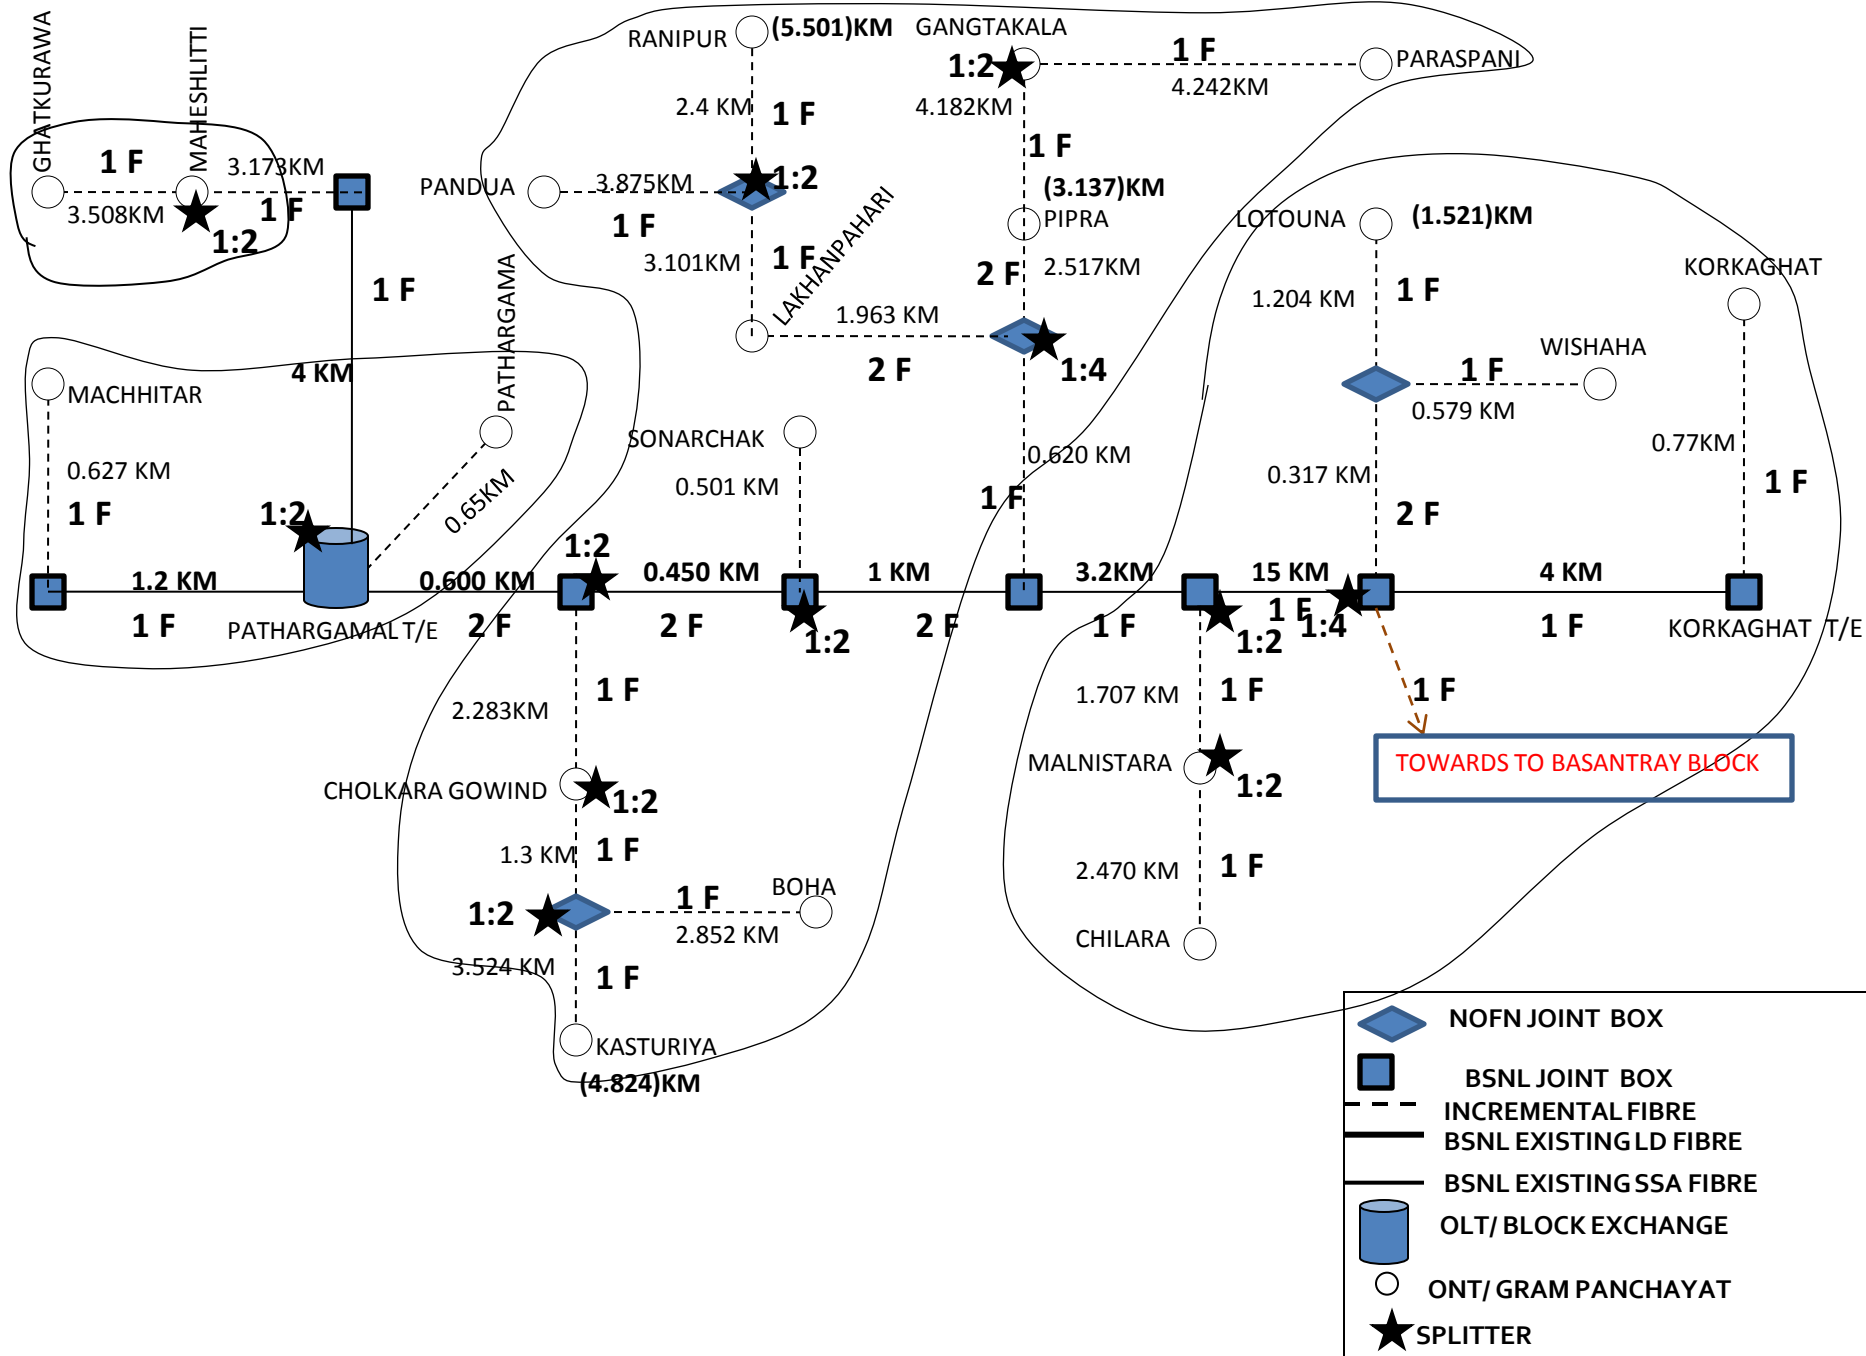 RANIPUR
(5.501)KM
GANGTAKALA
1:2
1 F
PARASPANI
4.242KM
4.182KM
2.4 KM
1 F
GHATKURAWA
MAHESHLITTI
1 F
3.173KM
3.508KM
1 F
1:2
PANDUA
3.875KM
1:2
1 F
(3.137)KM
PIPRA
LOTOUNA
(1.521)KM
1 F
3.101KM
1 F
LAKHANPAHARI
2 F
2.517KM
KORKAGHAT
1 F
PATHARGAMA
1.963 KM
1.204 KM
1 F
WISHAHA
4 KM
2 F
1:4
1 F
0.579 KM
MACHHITAR
SONARCHAK
0.620 KM
0.77KM
0.627 KM
0.65KM
0.501 KM
0.317 KM
1 F
1 F
1:2
1 F
2 F
1:2
1.2 KM
0.600 KM
0.450 KM
1 KM
3.2KM
15 KM
4 KM
1 F
PATHARGAMAL T/E
2 F
2 F
1:2
2 F
1 F
1:2
1 F
1:4
1 F
KORKAGHAT T/E
2.283KM
1 F
1.707 KM
1 F
1 F
CHOLKARA GOWIND
1:2
MALNISTARA
1:2
TOWARDS TO BASANTRAY BLOCK
1.3 KM
1 F
2.470 KM
1 F
1:2
1 F
BOHA
2.852 KM
CHILARA
3.524 KM
1 F
KASTURIYA
(4.824)KM
NOFN JOINT BOX
BSNL JOINT BOX
INCREMENTAL FIBRE
BSNL EXISTING LD FIBRE
BSNL EXISTING SSA FIBRE
OLT/ BLOCK EXCHANGE
ONT/ GRAM PANCHAYAT
SPLITTER